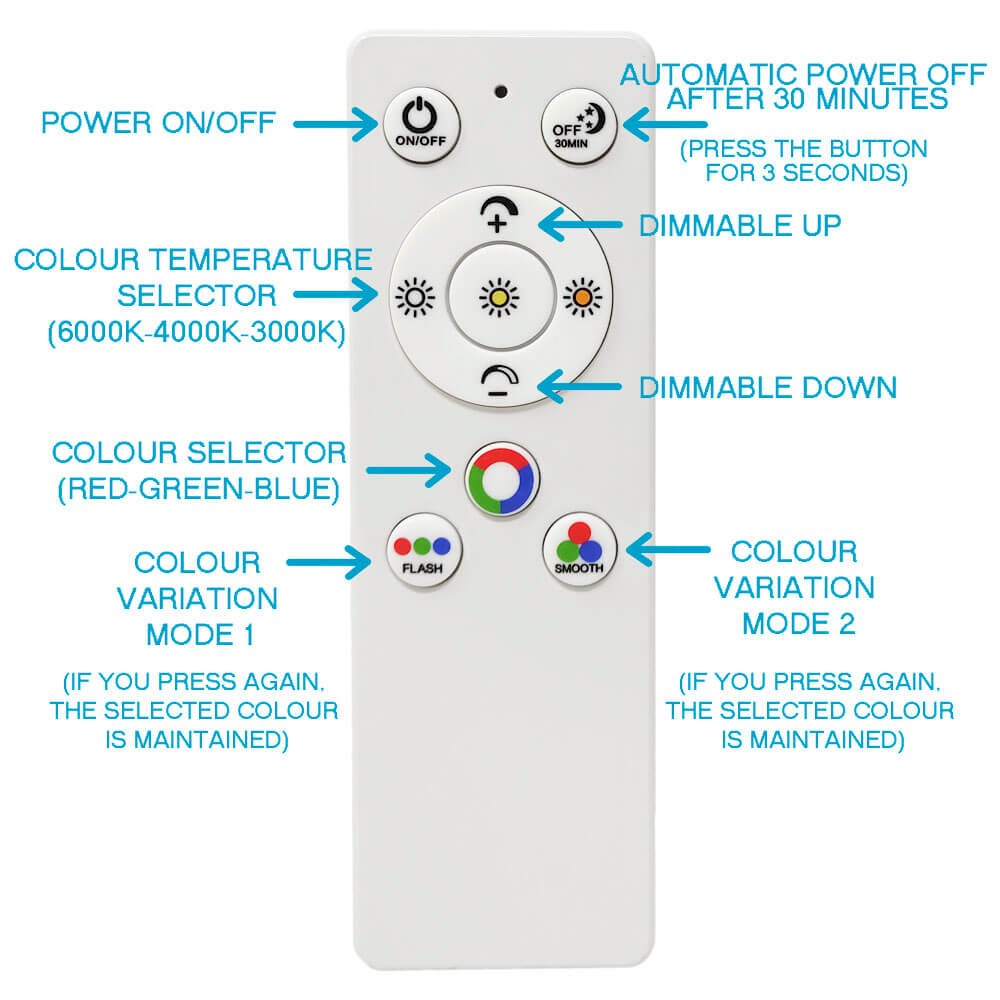 AUTOMATIC POWER OFF
AFTER 30 MINUTES
(PRESS THE BUTTON
FOR 3 SECONDS)
POWER ON/OFF
ON/OFF
OFF
30MIN
DIMMABLE UP
+
COLOUR TEMPERATURE
SELECTOR
(6000K-4000K-3000K)
−
DIMMABLE DOWN
COLOUR SELECTOR
(RED-GREEN-BLUE)
FLASH
SMOOTH
COLOUR
VARIATION
MODE 1
(IF YOU PRESS AGAIN,
THE SELECTED COLOUR
IS MAINTAINED)
COLOUR
VARIATION
MODE 2
(IF YOU PRESS AGAIN,
THE SELECTED COLOUR
IS MAINTAINED)